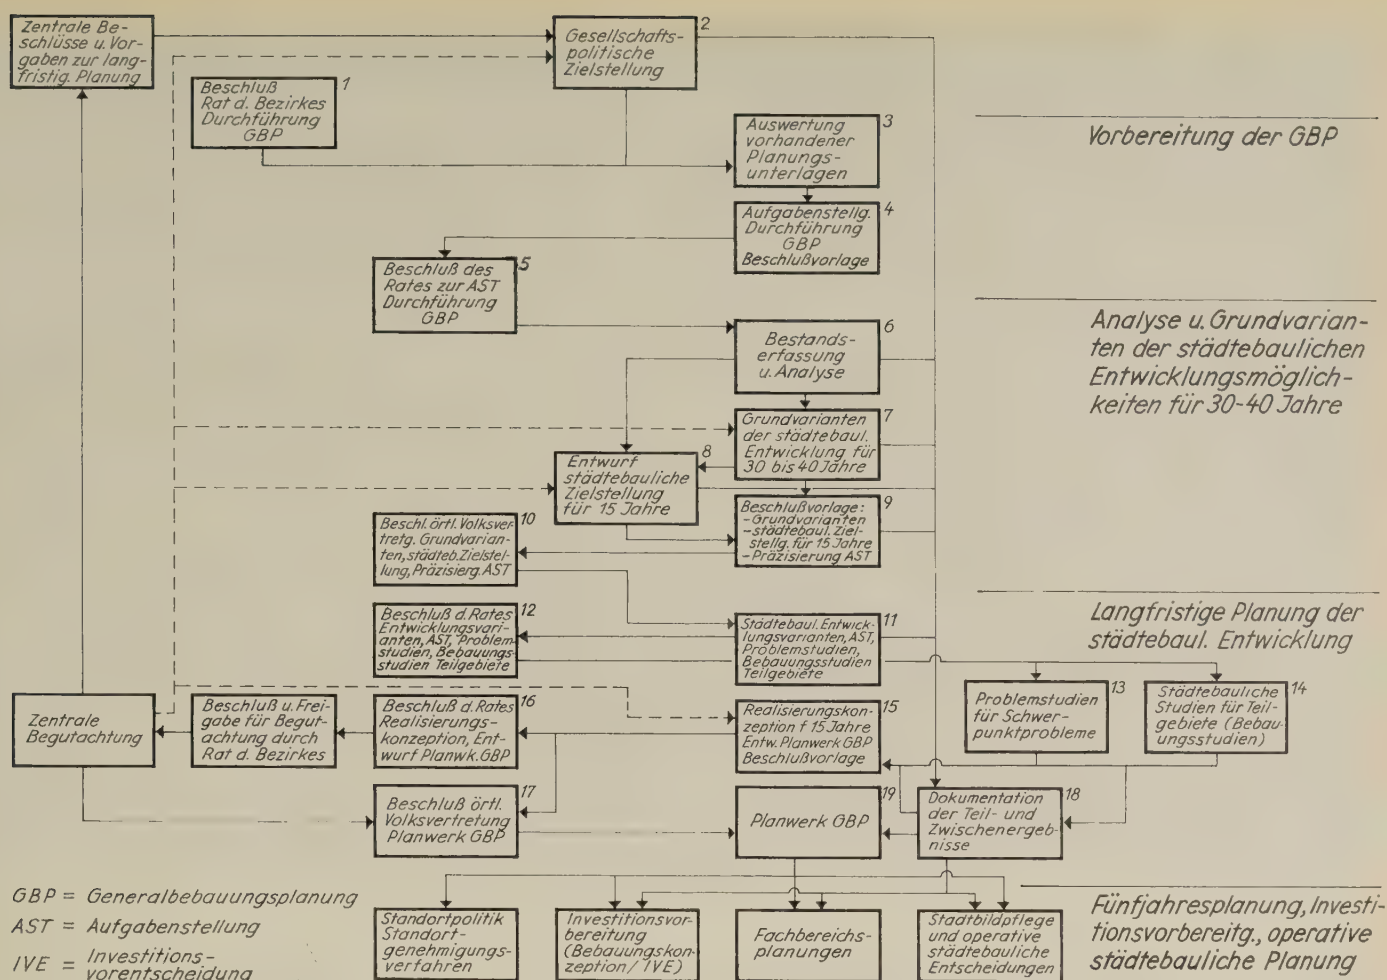 Zentrale Be-
schlüsse u. Vor-
gaben zur lang-
fristig. Planung
2
Gesellschafts-
politische
Zielstellung
1
Beschluß
Rat d. Bezirkes
Durchführung
GBP
3
Auswertung
vorhandener
Planungs-
unterlagen
Vorbereitung der GBP
4
Aufgabenstellg.
Durchführung
GBP
Beschlußvorlage
5
Beschluß des
Rates zur AST
Durchführung
GBP
6
Bestands-
erfassung
u. Analyse
Analyse u. Grundvarian-
ten der städtebaulichen
Entwicklungsmöglich-
keiten für 30-40 Jahre
7
Grundvarianten
der städtebaul.
Entwicklung für
30 bis 40 Jahre
8
Entwurf
städtebauliche
Zielstellung
für 15 Jahre
9
Beschlußvorlage:
-Grundvarianten
-städtebaul. Ziel-
stellg. für 15 Jahre
-Präzisierung AST
10
Beschl. örtl. Volksver-
tretg. Grundvarian-
ten, städteb. Zielstel-
lung, Präzisierg. AST
12
Beschluß d. Rates
Entwicklungsvari-
anten, AST, Problem-
studien, Bebauungs-
studien Teilgebiete
11
Städtebaul. Entwick-
lungsvarianten, AST,
Problemstudien,
Bebauungsstudien
Teilgebiete
Langfristige Planung der
städtebaul. Entwicklung
13
Problemstudien
für Schwer-
punktprobleme
14
Städtebauliche
Studien für Teil-
gebiete (Bebau-
ungsstudien)
Zentrale
Begutachtung
Beschluß u. Frei-
gabe für Begut-
achtung durch
Rat d. Bezirkes
16
Beschluß d. Rates
Realisierungs-
konzeption, Ent-
wurf Planwk. GBP
15
Realisierungskon-
zeption f 15 Jahre
Entw. Planwerk GBP
Beschlußvorlage
17
Beschluß örtl.
Volksvertretung
Planwerk GBP
19
Planwerk GBP
18
Dokumentation
der Teil- und
Zwischenergeb-
nisse
GBP = Generalbebauungsplanung
AST = Aufgabenstellung
IVE = Investitions-
vorentscheidung
Standortpolitik
Standort-
genehmigungs-
verfahren
Investitionsvor-
bereitung
(Bebauungskon-
zeption / IVE)
Fachbereichs-
planungen
Stadtbildpflege
und operative
städtebauliche
Entscheidungen
Fünfjahresplanung, Investi-
tionsvorbereitg., operative
städtebauliche Planung